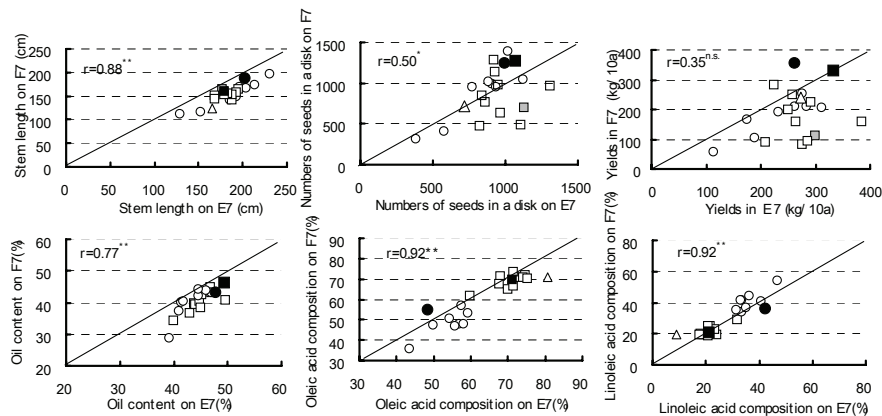 Stem length on F7 (cm)
250
200
150
100
50
0
r=0.88**
0 50 100 150 200 250
Stem length on E7 (cm)
Numbers of seeds in a disk on F7
1500
1000
500
0
r=0.50*
0 500 1000 1500
Numbers of seeds in a disk on E7
Yields in F7 (kg/ 10a)
400
300
200
100
0
r=0.35n.s.
0 100 200 300 400
Yields in E7 (kg/ 10a)
Oil content on F7(%)
60
50
40
30
20
r=0.77**
20 30 40 50 60
Oil content on E7(%)
Oleic acid composition on F7(%)
90
80
70
60
50
40
30
r=0.92**
30 40 50 60 70 80 90
Oleic acid composition on E7(%)
Linoleic acid composition on F7(%)
80
60
40
20
0
r=0.92**
0 20 40 60 80
Linoleic acid composition on E7(%)